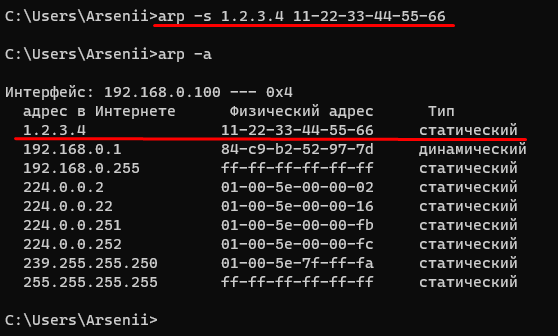 C:\Users\Arsenii>arp -s 1.2.3.4 11-22-33-44-55-66
C:\Users\Arsenii>arp -a
Интерфейс: 192.168.0.100 --- 0x4
адрес в Интернете Физический адрес Тип
1.2.3.4 11-22-33-44-55-66 статический
192.168.0.1 84-c9-b2-52-97-7d динамический
192.168.0.255 ff-ff-ff-ff-ff-ff статический
224.0.0.2 01-00-5e-00-00-02 статический
224.0.0.22 01-00-5e-00-00-16 статический
224.0.0.251 01-00-5e-00-00-fb статический
224.0.0.252 01-00-5e-00-00-fc статический
239.255.255.250 01-00-5e-7f-ff-fa статический
255.255.255.255 ff-ff-ff-ff-ff-ff статический
C:\Users\Arsenii>